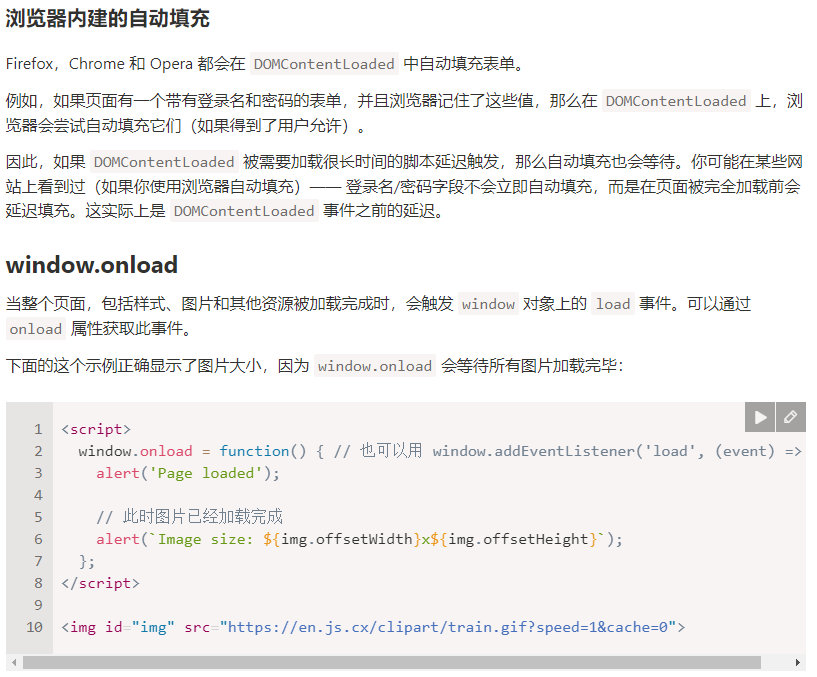 浏览器内建的自动填充
Firefox，Chrome 和 Opera 都会在 DOMContentLoaded 中自动填充表单。
例如，如果页面有一个带有登录名和密码的表单，并且浏览器记住了这些值，那么在 DOMContentLoaded 上，浏
览器会尝试自动填充它们（如果得到了用户允许）。
因此，如果 DOMContentLoaded 被需要加载很长时间的脚本延迟触发，那么自动填充也会等待。你可能在某些网
站上看到过（如果你使用浏览器自动填充）—— 登录名/密码字段不会立即自动填充，而是在页面被完全加载前会
延迟填充。这实际上是 DOMContentLoaded 事件之前的延迟。
window.onload
当整个页面，包括样式、图片和其他资源被加载完成时，会触发 window 对象上的 load 事件。可以通过
onload 属性获取此事件。
下面的这个示例正确显示了图片大小，因为 window.onload 会等待所有图片加载完毕：
1 <script>
2 window.onload = function() { // 也可以用 window.addEventListener('load', (event) =>
3 alert('Page loaded');
4
5 // 此时图片已经加载完成
6 alert(`Image size: ${img.offsetWidth}x${img.offsetHeight}`);
7 };
8 </script>
9
10 <img id="img" src="https://en.js.cx/clipart/train.gif?speed=1&cache=0">